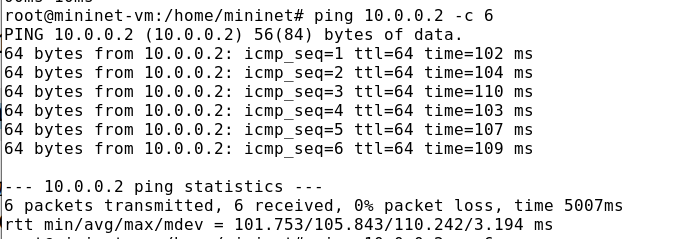 root@mininet-vm:/home/mininet# ping 10.0.0.2 -c 6
PING 10.0.0.2 (10.0.0.2) 56(84) bytes of data.
64 bytes from 10.0.0.2: icmp_seq=1 ttl=64 time=102 ms
64 bytes from 10.0.0.2: icmp_seq=2 ttl=64 time=104 ms
64 bytes from 10.0.0.2: icmp_seq=3 ttl=64 time=110 ms
64 bytes from 10.0.0.2: icmp_seq=4 ttl=64 time=103 ms
64 bytes from 10.0.0.2: icmp_seq=5 ttl=64 time=107 ms
64 bytes from 10.0.0.2: icmp_seq=6 ttl=64 time=109 ms
--- 10.0.0.2 ping statistics ---
6 packets transmitted, 6 received, 0% packet loss, time 5007ms
rtt min/avg/max/mdev = 101.753/105.843/110.242/3.194 ms